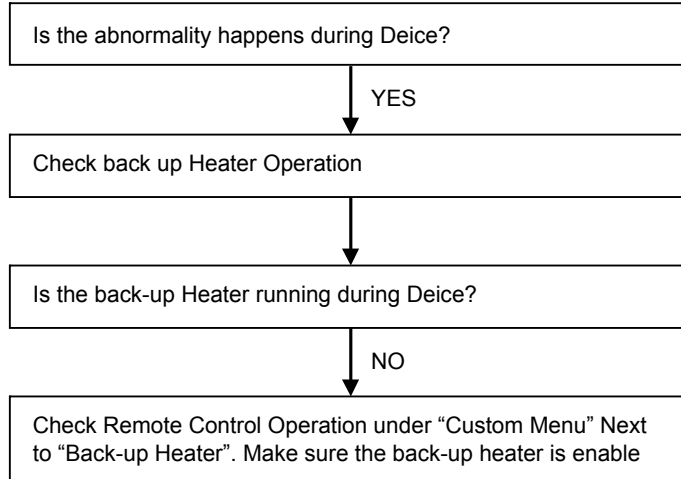 Is the abnormality happens during Deice?
YES
Check back up Heater Operation
Is the back-up Heater running during Deice?
NO
Check Remote Control Operation under “Custom Menu” Next
to “Back-up Heater”. Make sure the back-up heater is enable